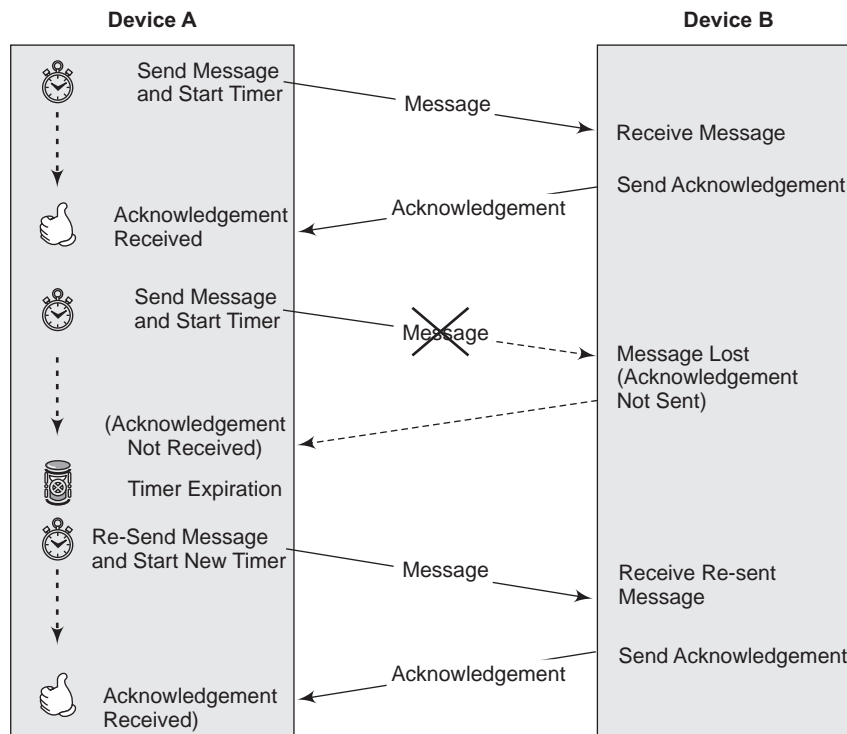 Device A
Device B
Send Message
and Start Timer
Message
Receive Message
Send Acknowledgement
Acknowledgement
Acknowledgement
Received
Send Message
and Start Timer
Message
Message Lost
(Acknowledgement
Not Sent)
(Acknowledgement
Not Received)
Timer Expiration
Re-Send Message
and Start New Timer
Message
Receive Re-sent
Message
Send Acknowledgement
Acknowledgement
Acknowledgement
Received)